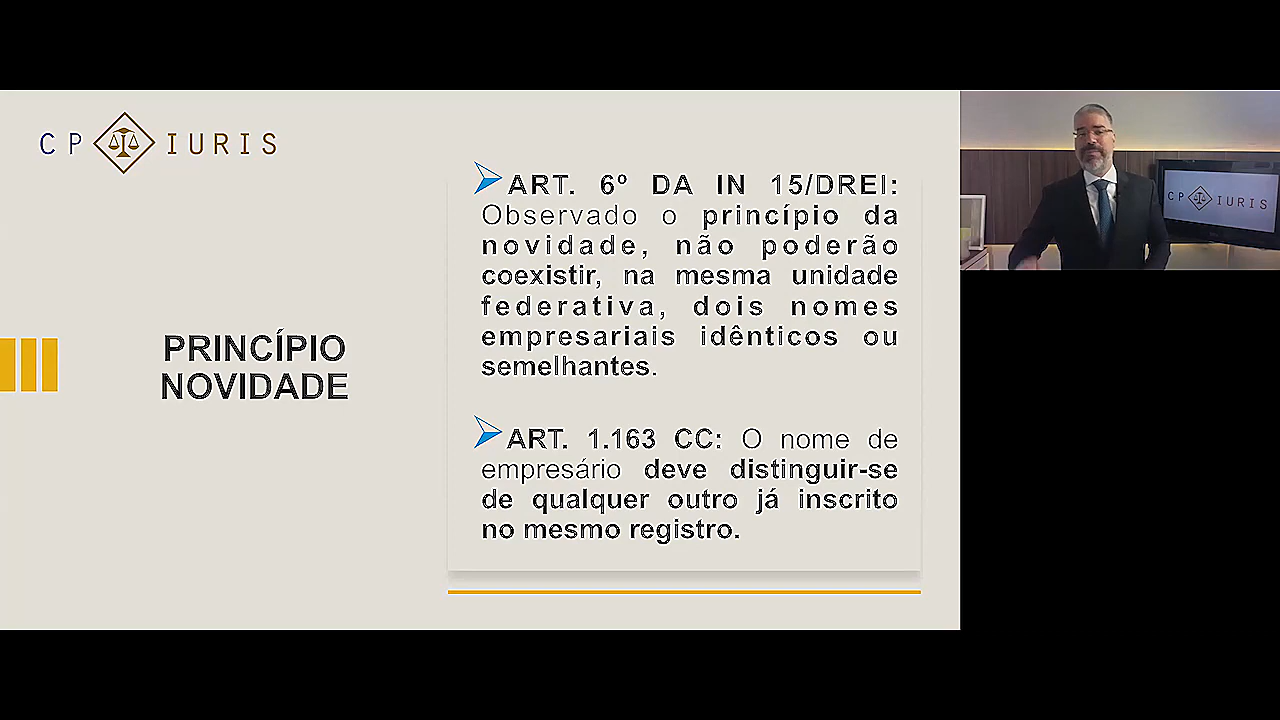 CP IURIS
PRINCÍPIO
NOVIDADE
ART. 6º DA IN 15/DREI:
Observado o princípio da
novidade, não poderão
coexistir, na mesma unidade
federativa, dois nomes
empresariais idênticos ou
semelhantes.
ART. 1.163 CC: O nome de
empresário deve distinguir-se
de qualquer outro já inscrito
no mesmo registro.
CP IURIS